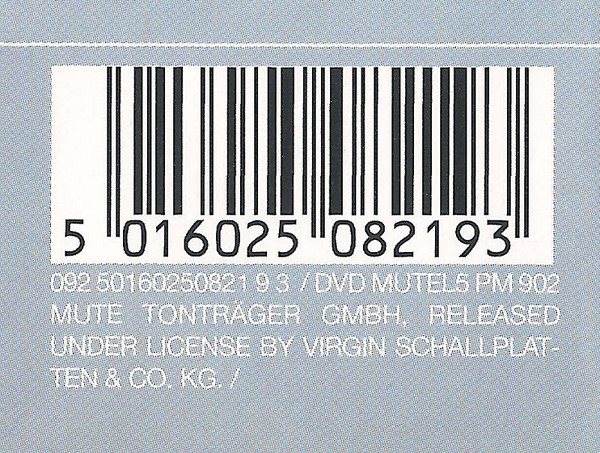 5 016025 082193
092 50160250821 9 3 / DVD MUTEL5 PM 902
MUTE TONTRÄGER GMBH, RELEASED
UNDER LICENSE BY VIRGIN SCHALLPLAT-
TEN & CO. KG. /